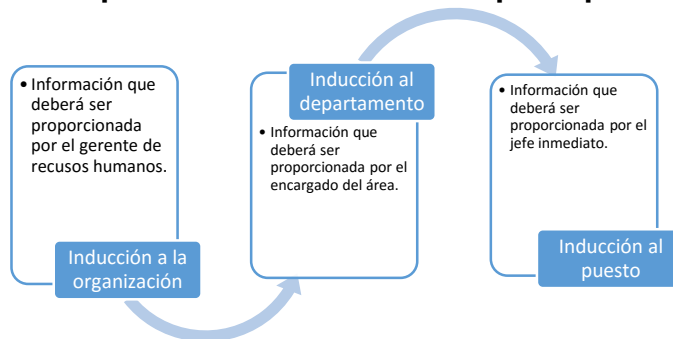 • Información que
deberá ser
proporcionada
por el gerente de
recusos humanos.
Inducción a la
organización
Inducción al
departamento
• Información que
deberá ser
proporcionada por el
encargado del área.
• Información que
deberá ser
proporcionada por el
jefe inmediato.
Inducción al
puesto